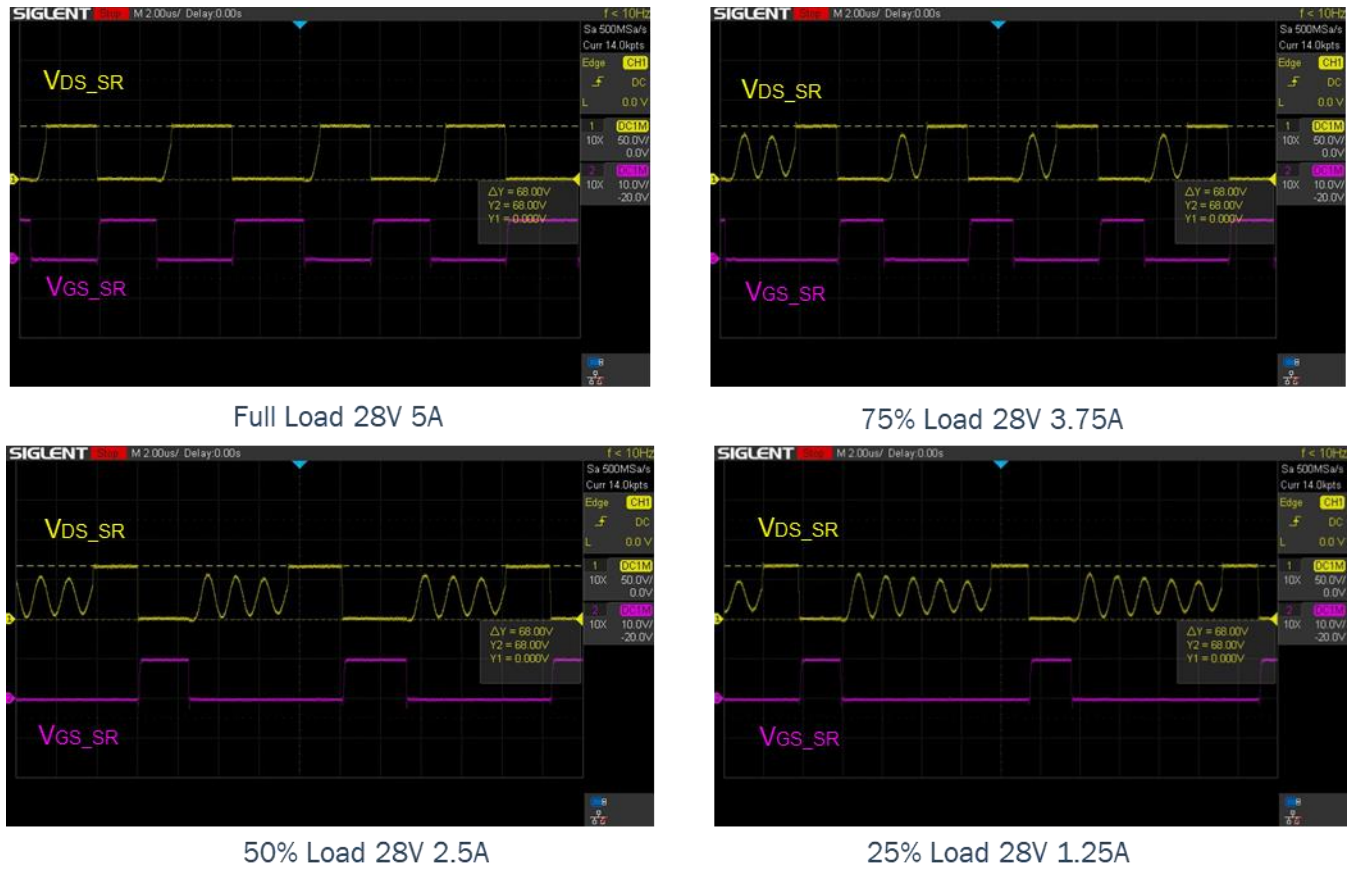 SIGLENT Stop M 2.00us/ Delay:0.00s f < 10Hz
Sa 500MSa/s
Curr 14.0kpts
Edge CH1
DC
L 0.0 V
1 DC1M
10X 50.0V/
0.0V
2 DC1M
10X 10.0V/
-20.0V
VDS_SR
1
ΔY = 68.00V
Y2 = 68.00V
Y1 = 0.000V
VGS_SR
Full Load 28V 5A
SIGLENT Stop M 2.00us/ Delay:0.00s f < 10Hz
Sa 500MSa/s
Curr 14.0kpts
Edge CH1
DC
L 0.0 V
1 DC1M
10X 50.0V/
0.0V
2 DC1M
10X 10.0V/
-20.0V
VDS_SR
1
ΔY = 68.00V
Y2 = 68.00V
Y1 = 0.000V
VGS_SR
75% Load 28V 3.75A
SIGLENT Stop M 2.00us/ Delay:0.00s f < 10Hz
Sa 500MSa/s
Curr 14.0kpts
Edge CH1
DC
L 0.0 V
1 DC1M
10X 50.0V/
0.0V
2 DC1M
10X 10.0V/
-20.0V
VDS_SR
1
ΔY = 68.00V
Y2 = 68.00V
Y1 = 0.000V
VGS_SR
50% Load 28V 2.5A
SIGLENT Stop M 2.00us/ Delay:0.00s f < 10Hz
Sa 500MSa/s
Curr 14.0kpts
Edge CH1
DC
L 0.0 V
1 DC1M
10X 50.0V/
0.0V
2 DC1M
10X 10.0V/
-20.0V
VDS_SR
1
ΔY = 68.00V
Y2 = 68.00V
Y1 = 0.000V
VGS_SR
25% Load 28V 1.25A